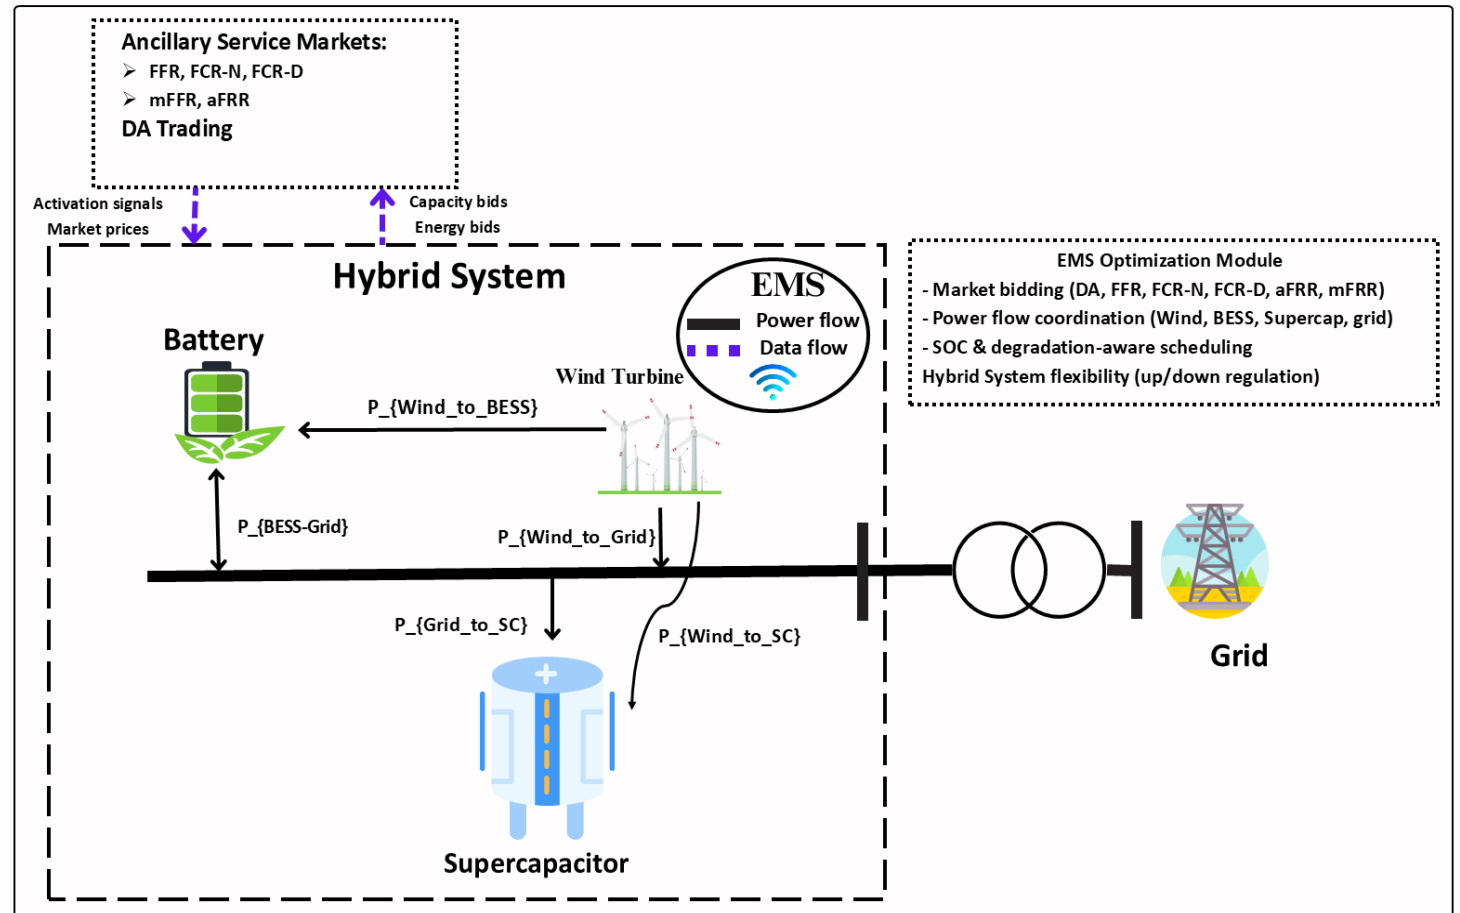 Ancillary Service Markets:
➢ FFR, FCR-N, FCR-D
➢ mFFR, aFRR
DA Trading
Activation signals
Market prices
Capacity bids
Energy bids
Hybrid System
EMS
Power flow
Data flow
EMS Optimization Module
- Market bidding (DA, FFR, FCR-N, FCR-D, aFRR, mFRR)
- Power flow coordination (Wind, BESS, Supercap, grid)
- SOC & degradation-aware scheduling
Hybrid System flexibility (up/down regulation)
Battery
Wind Turbine
P_{Wind_to_BESS}
P_{BESS-Grid}
P_{Wind_to_Grid}
P_{Grid_to_SC}
P_{Wind_to_SC}
Grid
Supercapacitor